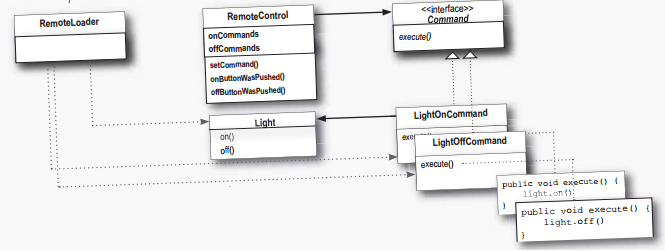 RemoteLoader
RemoteControl
onCommands
offCommands
setCommand()
onButtonWasPushed()
offButtonWasPushed()
<<interface>>
Command
execute()
Light
on()
off()
LightOnCommand
exec
LightOffCommand
execute()
public void execute() {
light.on()
}
public void execute() {
light.off()
}